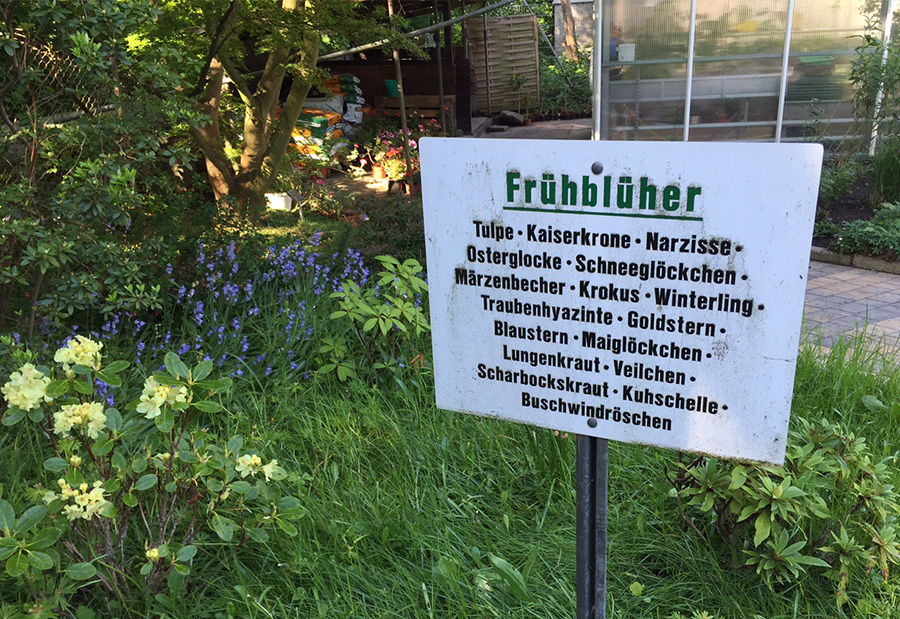 Frühblüher
Tulpe • Kaiserkrone • Narzisse •
Osterglocke • Schneeglöckchen •
Märzenbecher • Krokus • Winterling •
Traubenhyazinte • Goldstern •
Blaustern • Maiglöckchen •
Lungenkraut • Veilchen •
Scharbockskraut • Kuhschelle •
Buschwindröschen